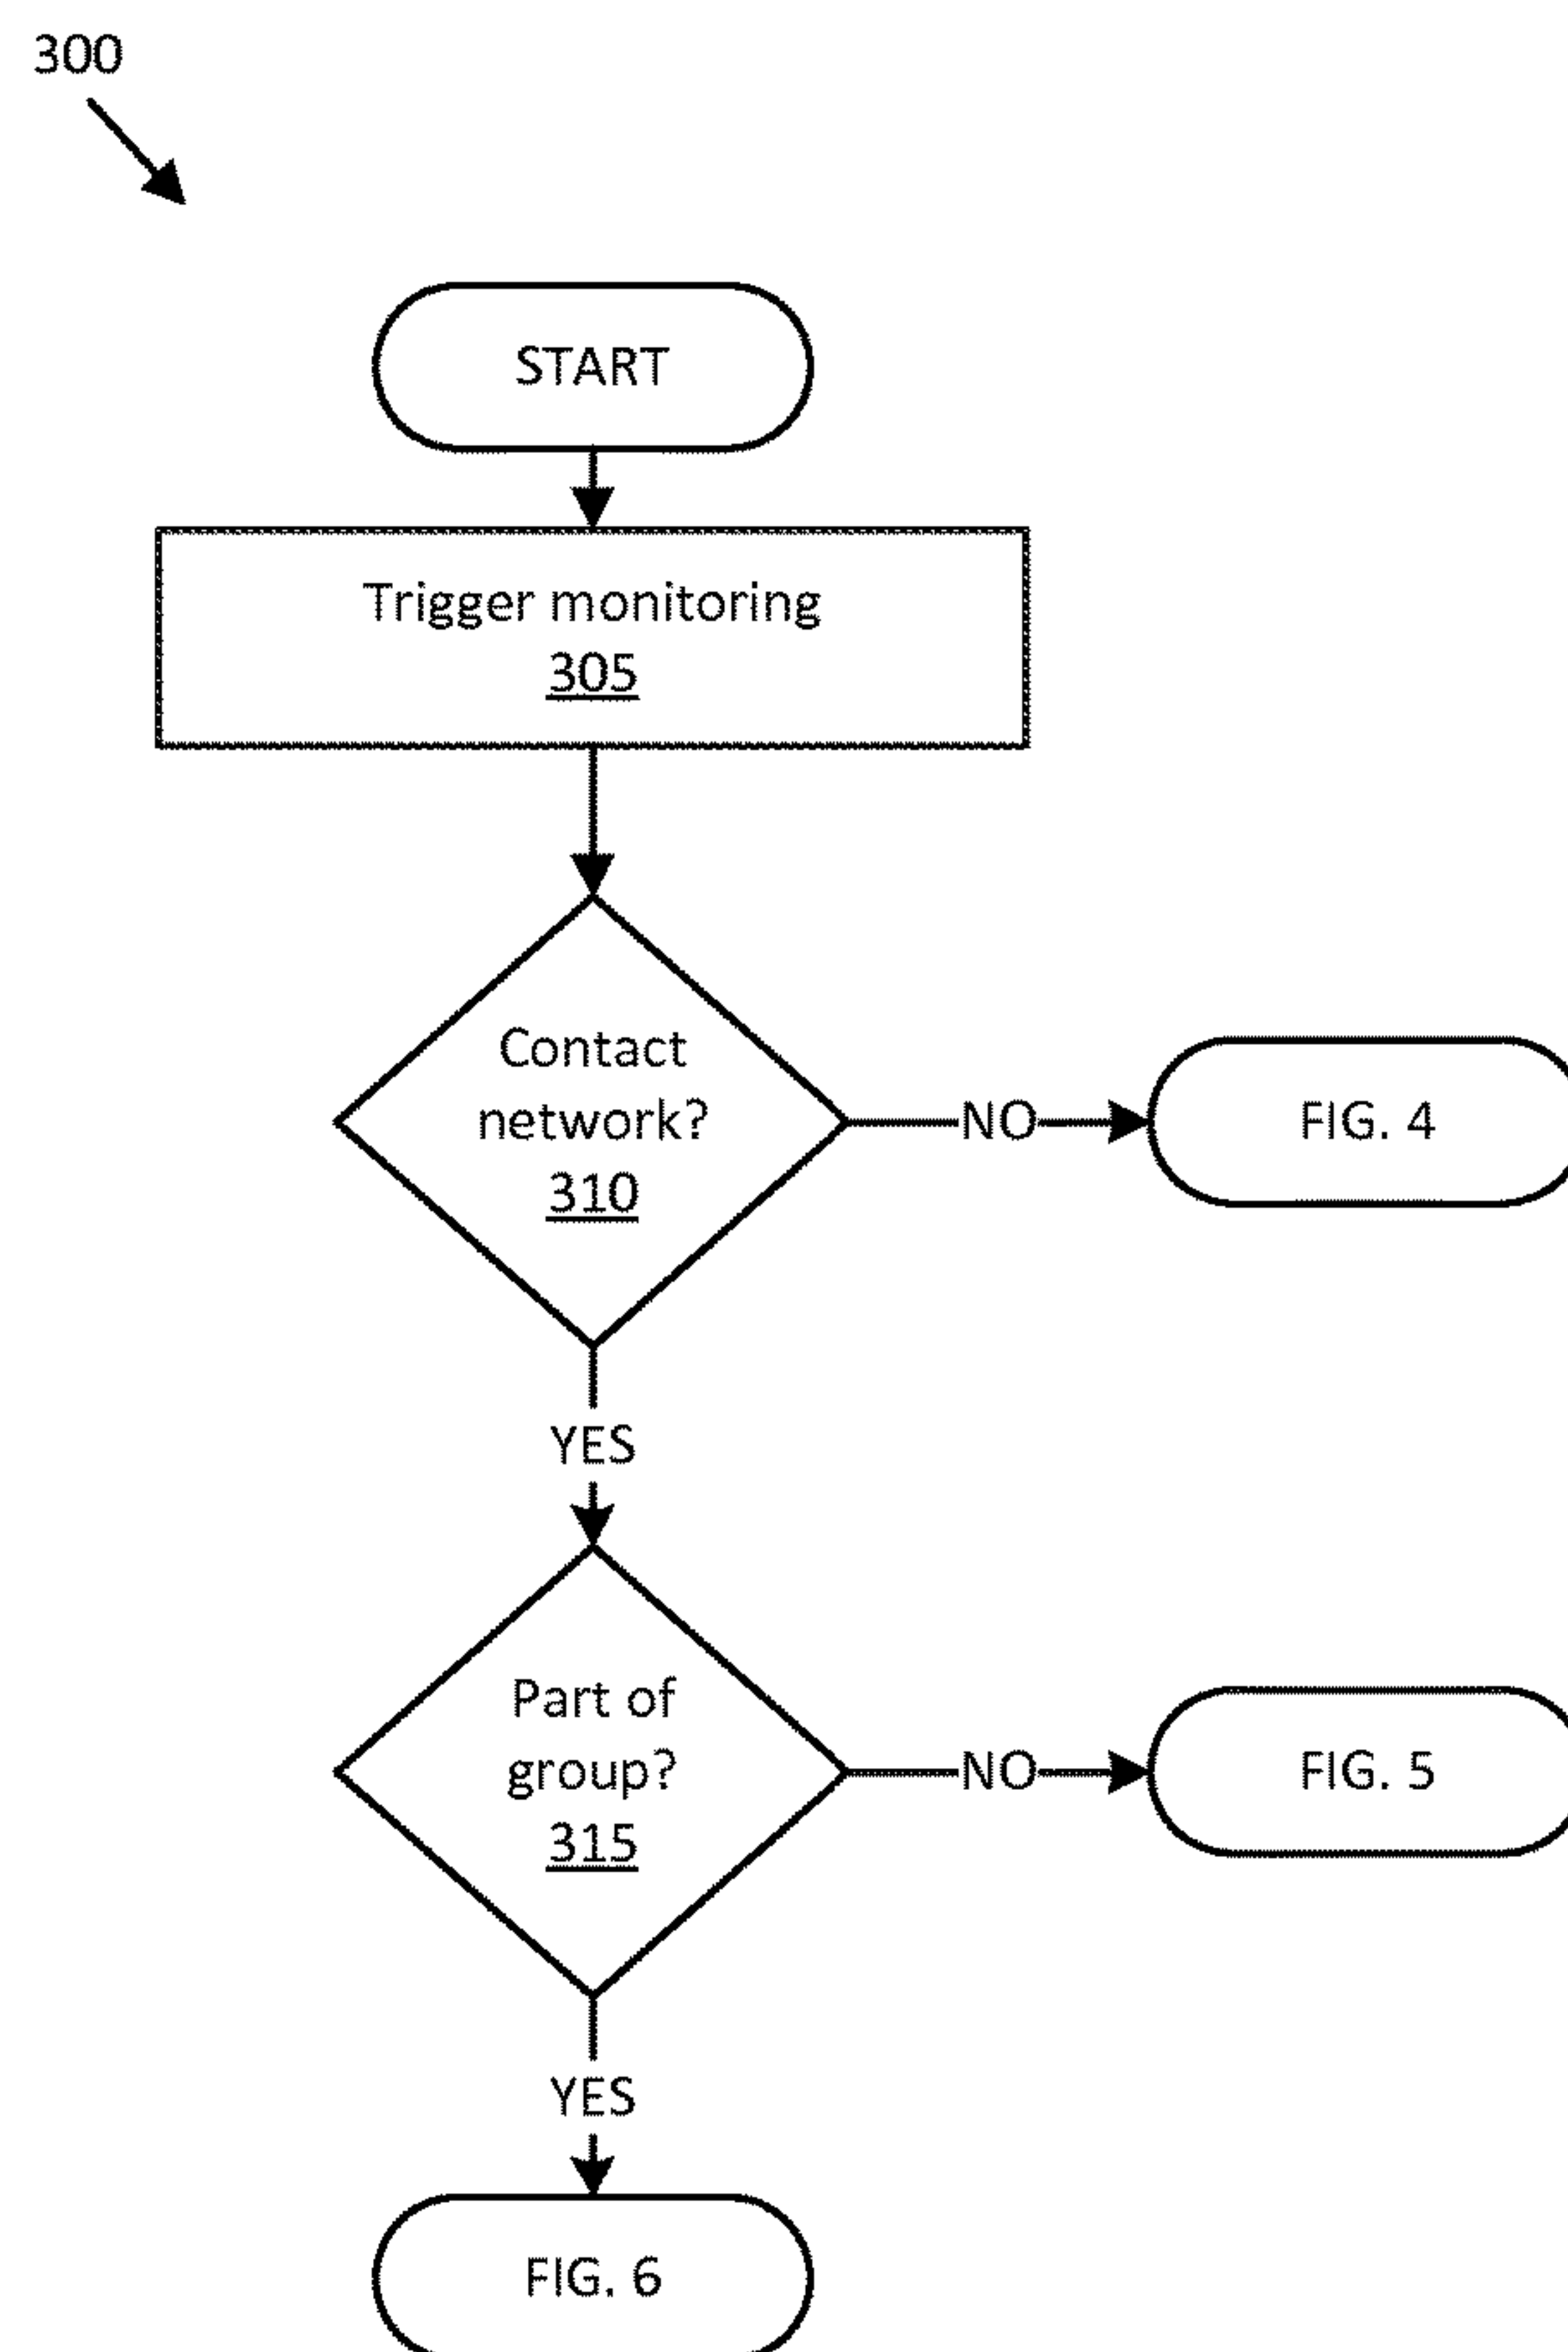 300
START
Trigger monitoring
305
Contact
network?
310
NO
FIG. 4
YES
Part of
group?
315
NO
FIG. 5
YES
FIG. 6